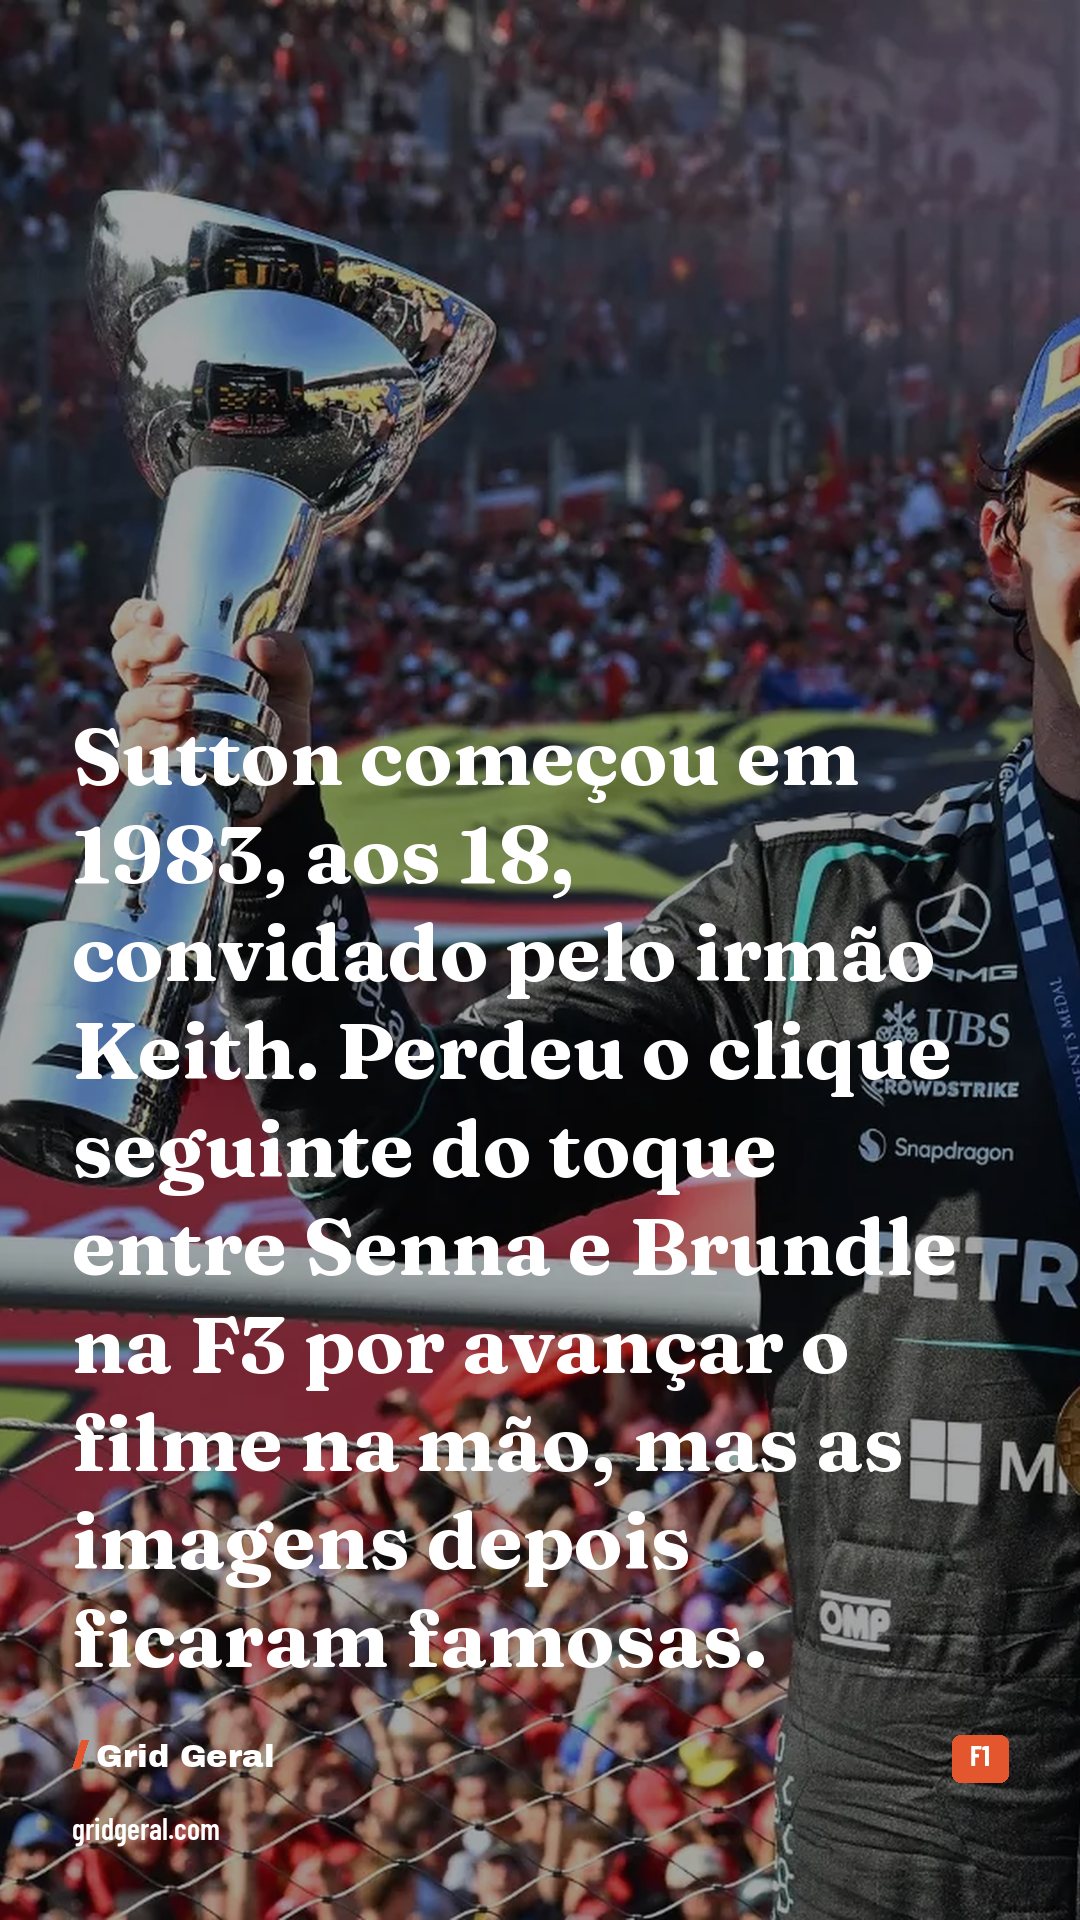 Sutton começou em
1983, aos 18,
convidado pelo irmão
Keith. Perdeu o clique
seguinte do toque
entre Senna e Brundle
na F3 por avançar o
filme na mão, mas as
imagens depois
ficaram famosas.
/ Grid Geral
F1
gridgeral.com
AMG
UBS
CROWDSTRIKE
Snapdragon
PETR
M
OMP